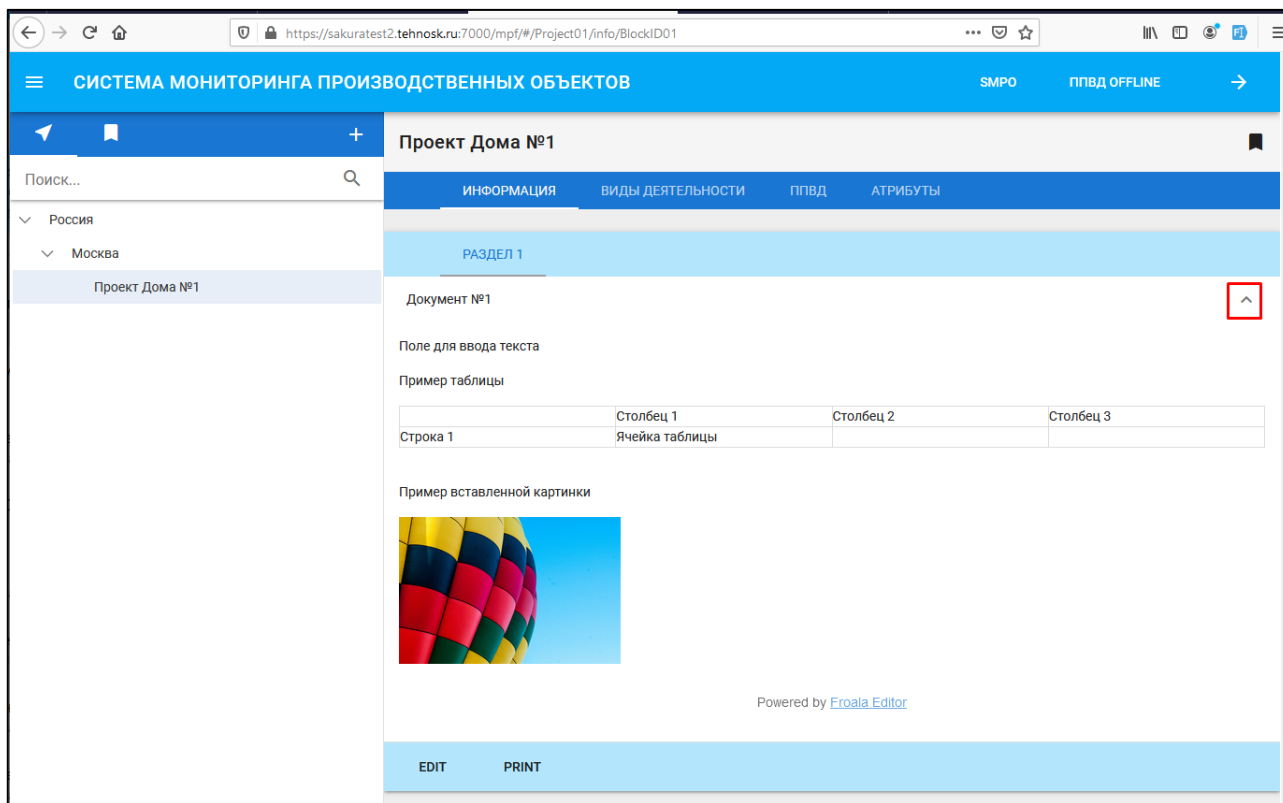 https://sakuratest2.tehnosk.ru:7000/mpf/#/Project01/info/BlockID01
СИСТЕМА МОНИТОРИНГА ПРОИЗВОДСТВЕННЫХ ОБЪЕКТОВ SMPO ППВД OFFLINE
Проект Дома №1
Поиск...
ИНФОРМАЦИЯ ВИДЫ ДЕЯТЕЛЬНОСТИ ППВД АТРИБУТЫ
Россия
Москва
Проект Дома №1
РАЗДЕЛ 1
Документ №1
Поле для ввода текста
Пример таблицы
Столбец 1 Столбец 2 Столбец 3
Строка 1 Ячейка таблицы
Пример вставленной картинки
Powered by Froala Editor
EDIT PRINT